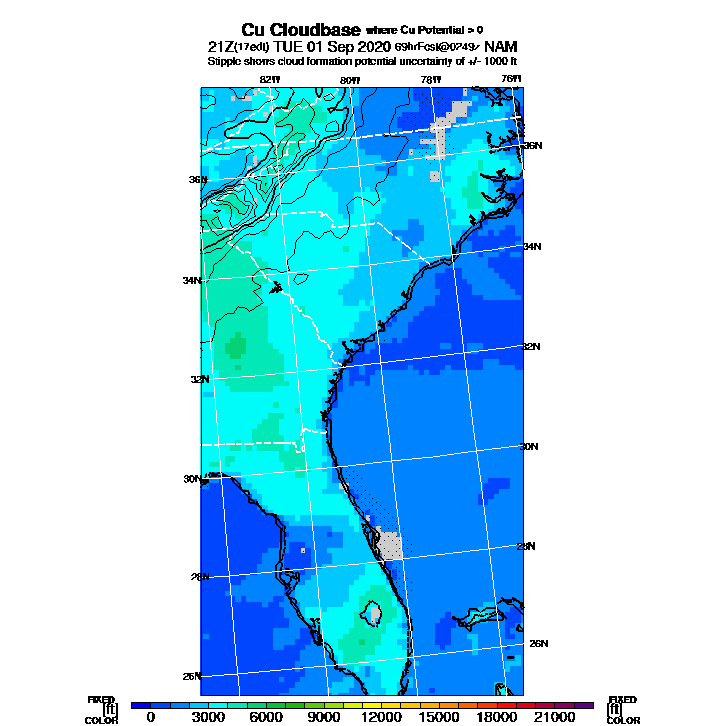 Cu Cloudbase where Cu Potential > 0
21Z(17edt) TUE 01 Sep 2020 69hrFcst@0249z NAM
Stipple shows cloud formation potential uncertainty of +/- 1000 ft
82W 80W 78W 76W
36N 36N
34N 34N
32N 32N
30N 30N
28N 28N
26N 26N
FIXED FIXED
[ft] 0 3000 6000 9000 12000 15000 18000 21000 [ft]
COLOR COLOR